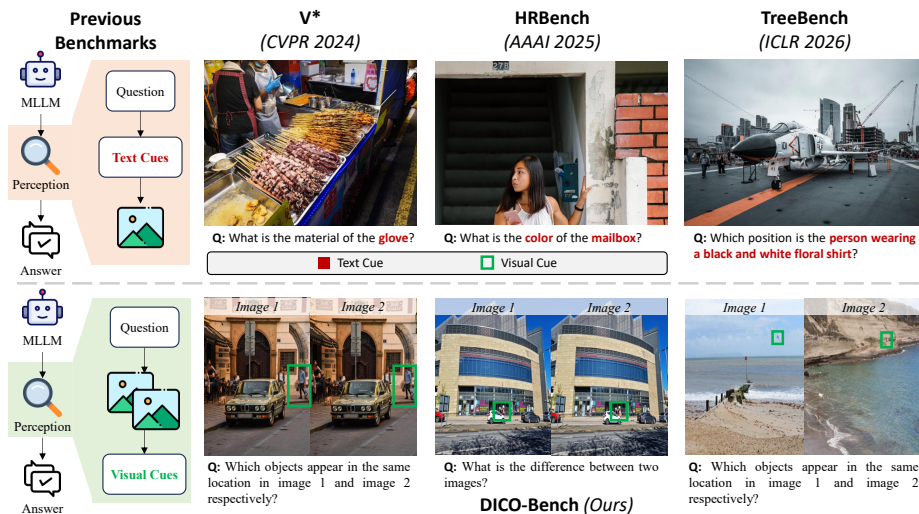 Previous
Benchmarks
V*
(CVPR 2024)
HRBench
(AAAI 2025)
TreeBench
(ICLR 2026)
MLLM
Perception
Answer
Question
Text Cues
27B
Q: What is the material of the glove?
Q: What is the color of the mailbox?
Q: Which position is the person wearing
a black and white floral shirt?
Text Cue
Visual Cue
MLLM
Perception
Answer
Question
Visual Cues
Image 1
Image 2
Image 1
Image 2
Image 1
Image 2
Q: Which objects appear in the same
location in image 1 and image 2
respectively?
Q: What is the difference between two
images?
Q: Which objects appear in the same
location in image 1 and image 2
respectively?
DICO-Bench (Ours)